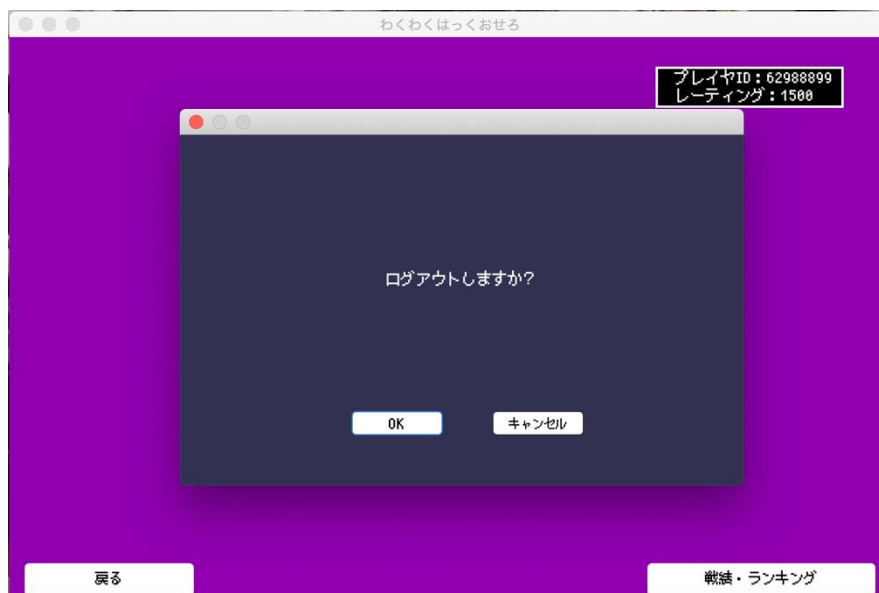 わくわくはっくおせろ
プレイヤID：62988899
レーティング：1500
ログアウトしますか?
OK
キャンセル
戻る
戦績・ランキング